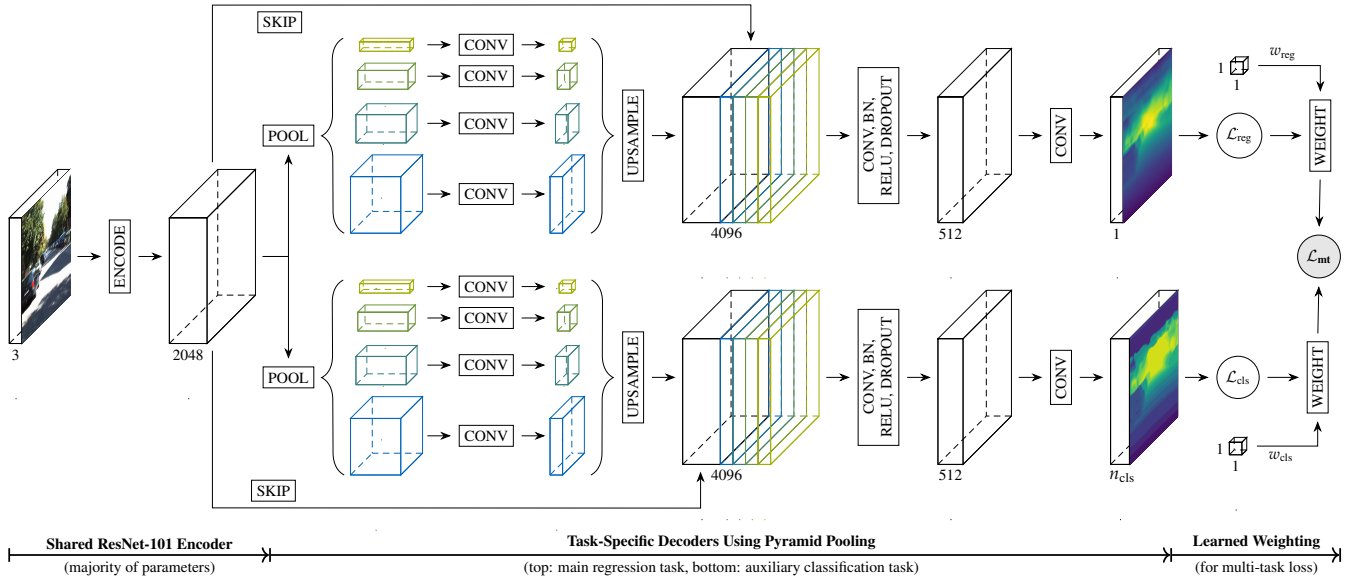 SKIP
CONV
CONV
CONV
CONV
POOL
UPSAMPLE
4096
CONV, BN,
RELU, DROPOUT
512
CONV
1
1
1
w_reg
ℒ_reg
WEIGHT
3
ENCODE
2048
ℒ_mt
CONV
CONV
CONV
CONV
POOL
UPSAMPLE
4096
CONV, BN,
RELU, DROPOUT
512
CONV
n_cls
ℒ_cls
WEIGHT
1
1
w_cls
SKIP
Shared ResNet-101 Encoder
(majority of parameters)
Task-Specific Decoders Using Pyramid Pooling
(top: main regression task, bottom: auxiliary classification task)
Learned Weighting
(for multi-task loss)